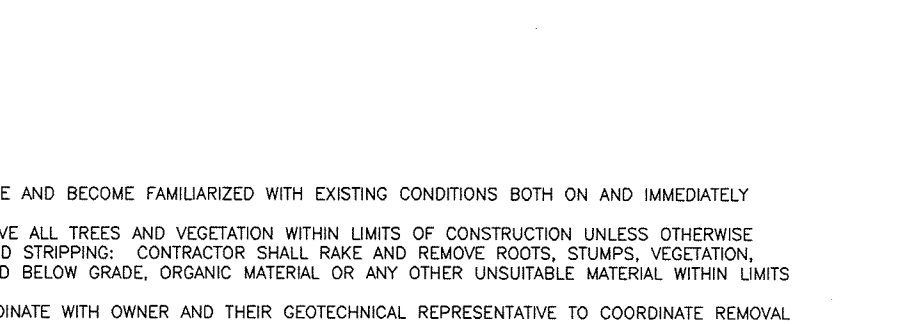 E AND BECOME FAMILIARIZED WITH EXISTING CONDITIONS BOTH ON AND IMMEDIATELY
VE ALL TREES AND VEGETATION WITHIN LIMITS OF CONSTRUCTION UNLESS OTHERWISE
D STRIPPING: CONTRACTOR SHALL RAKE AND REMOVE ROOTS, STUMPS, VEGETATION,
D BELOW GRADE, ORGANIC MATERIAL OR ANY OTHER UNSUITABLE MATERIAL WITHIN LIMITS
DINATE WITH OWNER AND THEIR GEOTECHNICAL REPRESENTATIVE TO COORDINATE REMOVAL